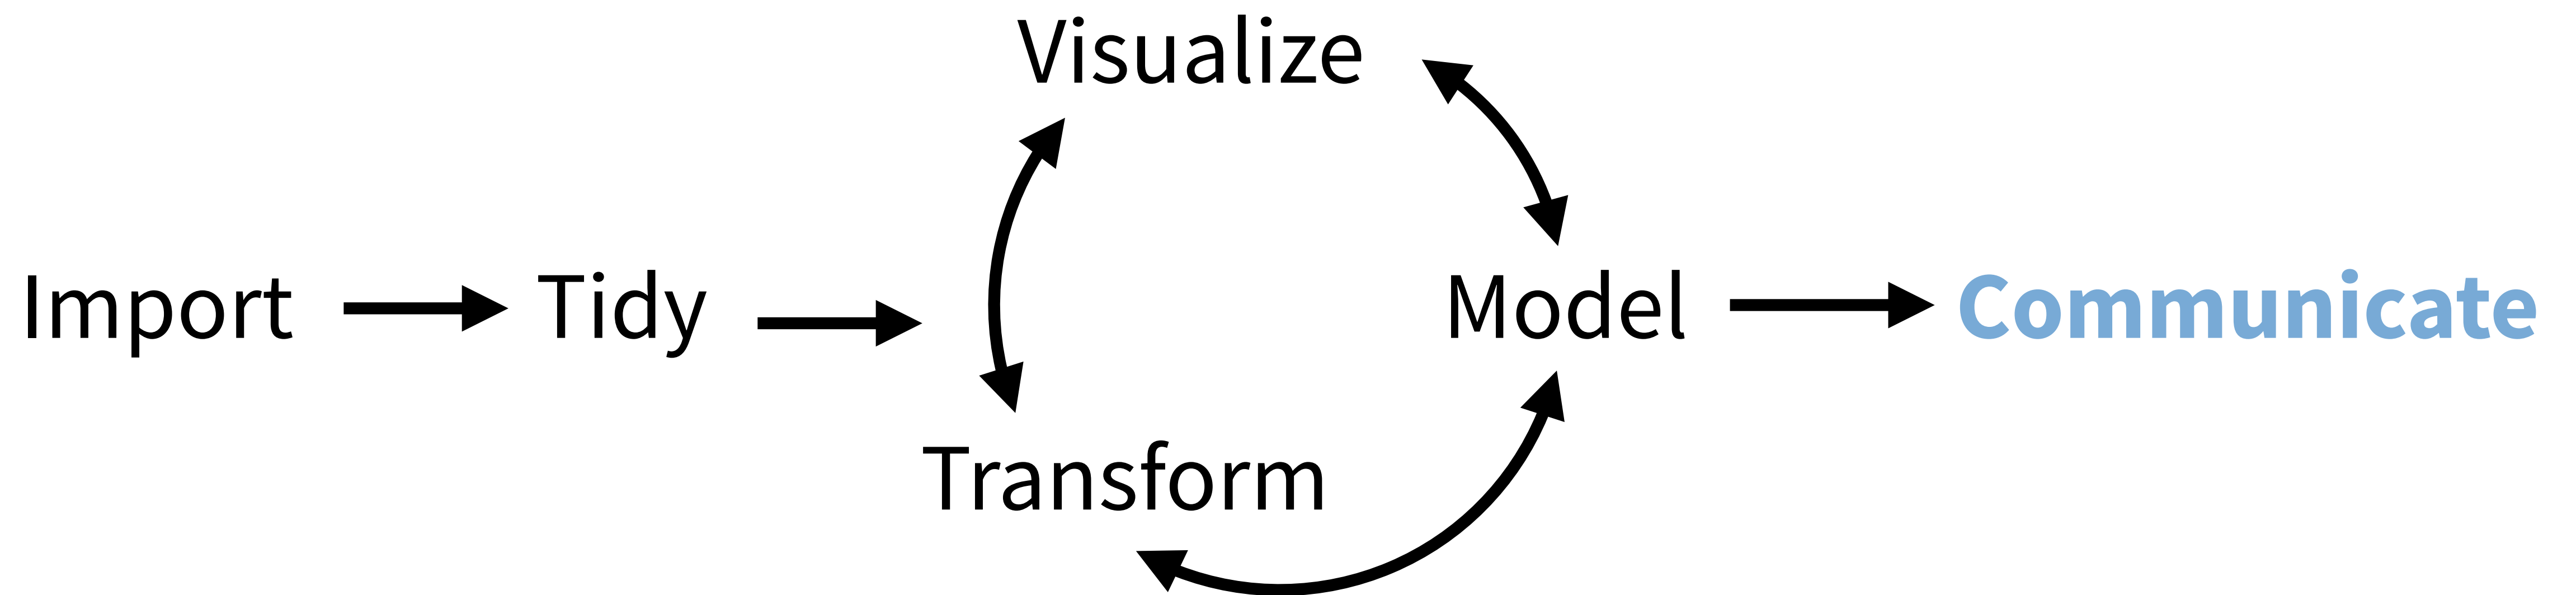 Import
Tidy
Visualize
Transform
Model
Communicate